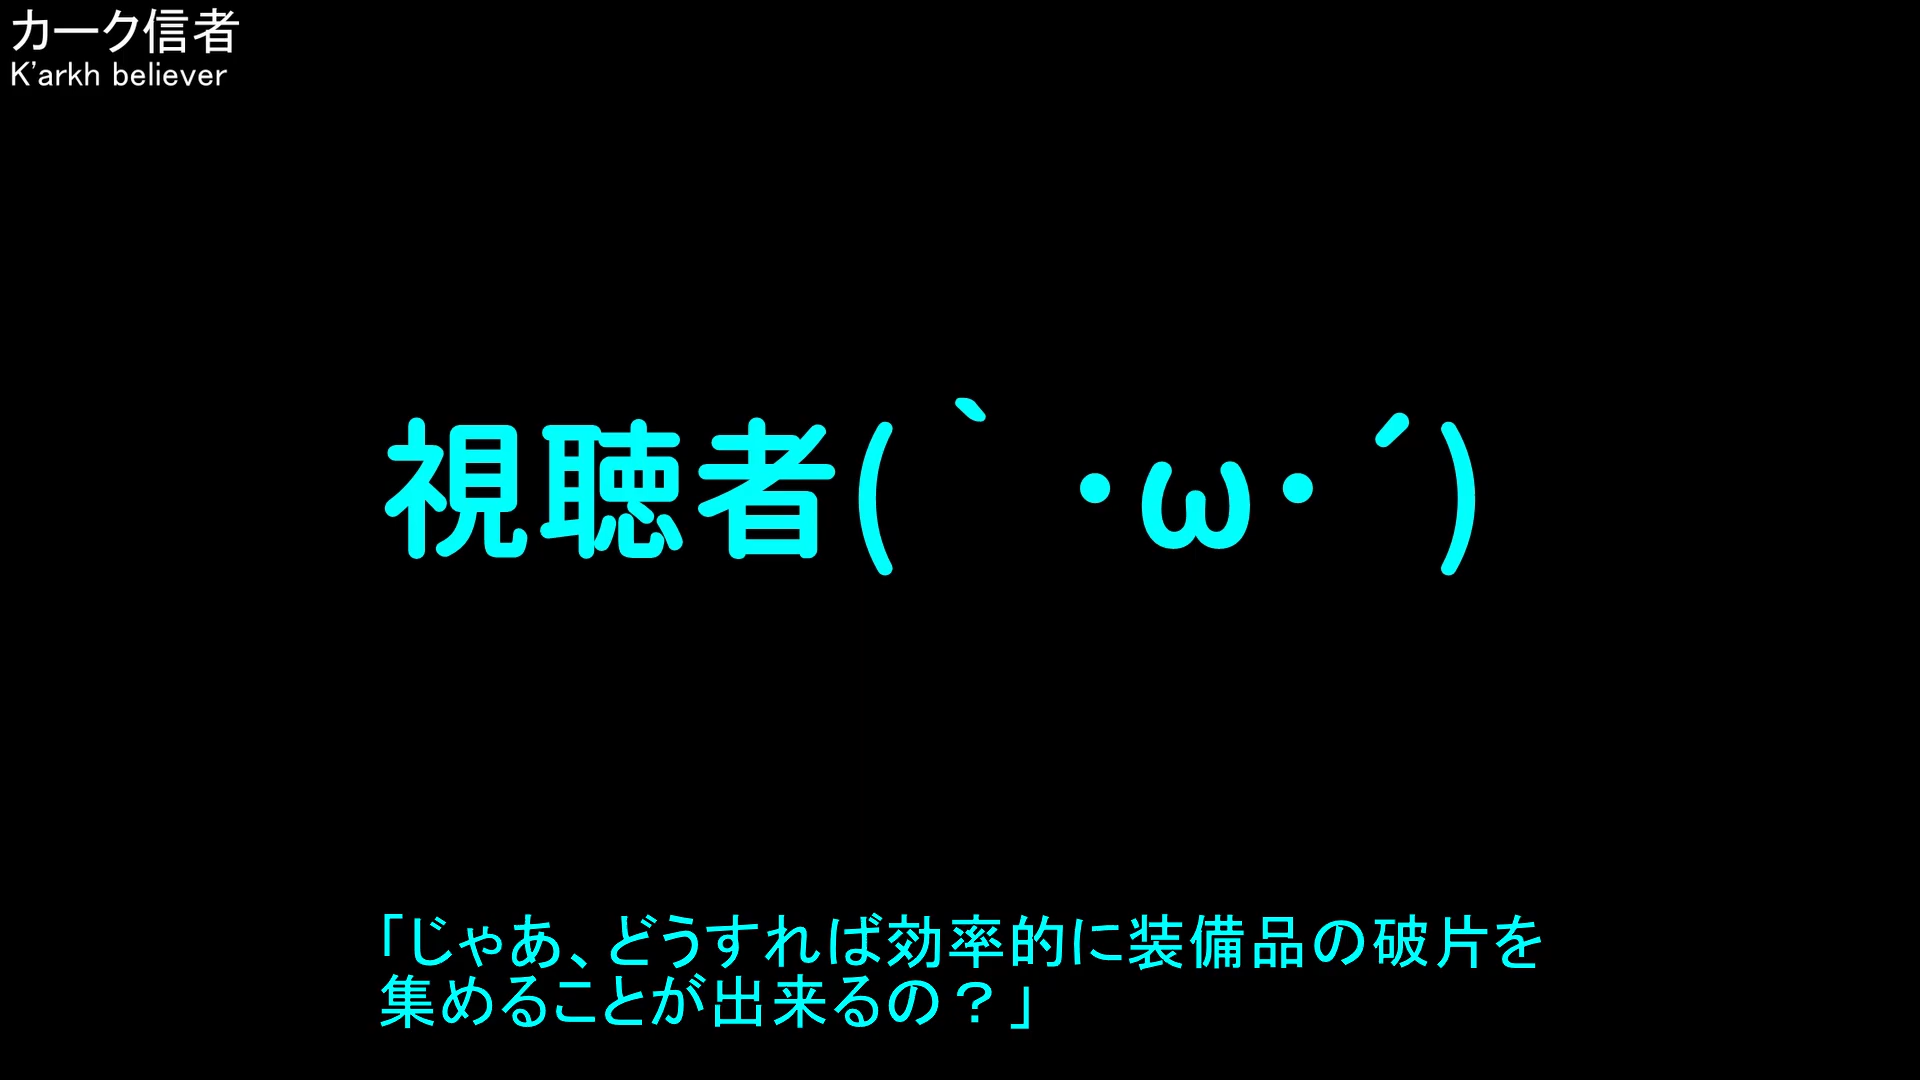 カーク信者
K'arkh believer
視聴者(｀・ω・´)
「じゃあ、どうすれば効率的に装備品の破片を
集めることが出来るの？」